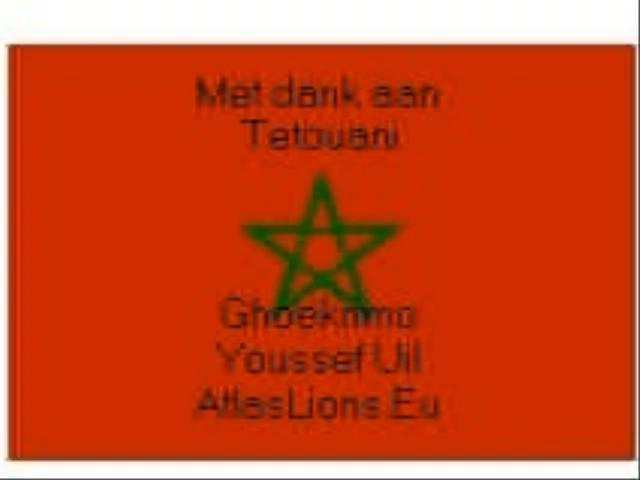 Met dank aan
Tetouani
Ghoekmmo
Youssef Uil
AtlasLions.Eu